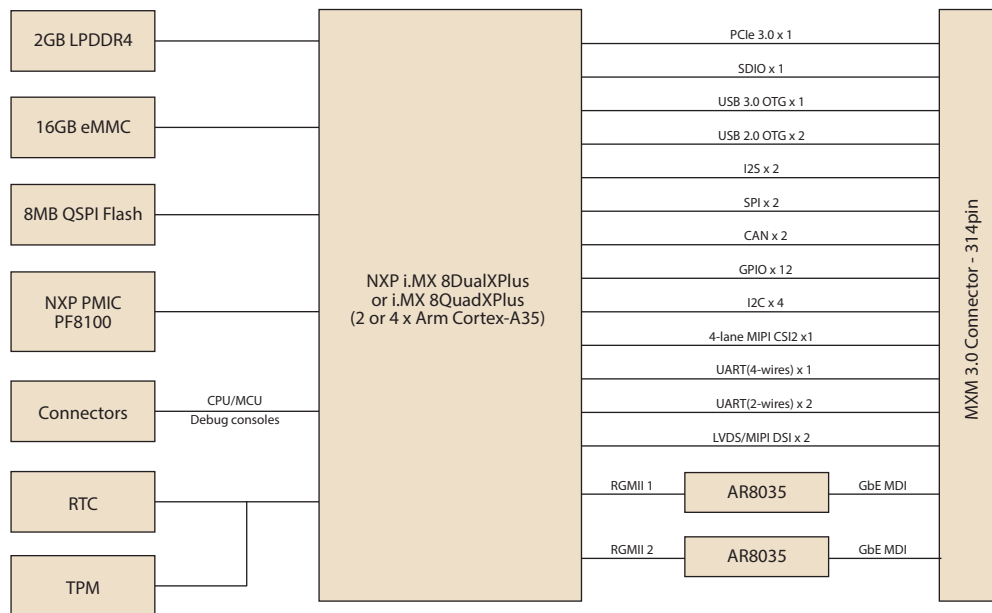 2GB LPDDR4
16GB eMMC
8MB QSPI Flash
NXP PMIC
PF8100
Connectors
CPU/MCU
Debug consoles
RTC
TPM
NXP i.MX 8DualXPlus
or i.MX 8QuadXPlus
(2 or 4 x Arm Cortex-A35)
PCIe 3.0 x 1
SDIO x 1
USB 3.0 OTG x 1
USB 2.0 OTG x 2
I2S x 2
SPI x 2
CAN x 2
GPIO x 12
I2C x 4
4-lane MIPI CSI2 x1
UART(4-wires) x 1
UART(2-wires) x 2
LVDS/MIPI DSI x 2
RGMII 1
AR8035
GbE MDI
RGMII 2
AR8035
GbE MDI
MXM 3.0 Connector - 314pin